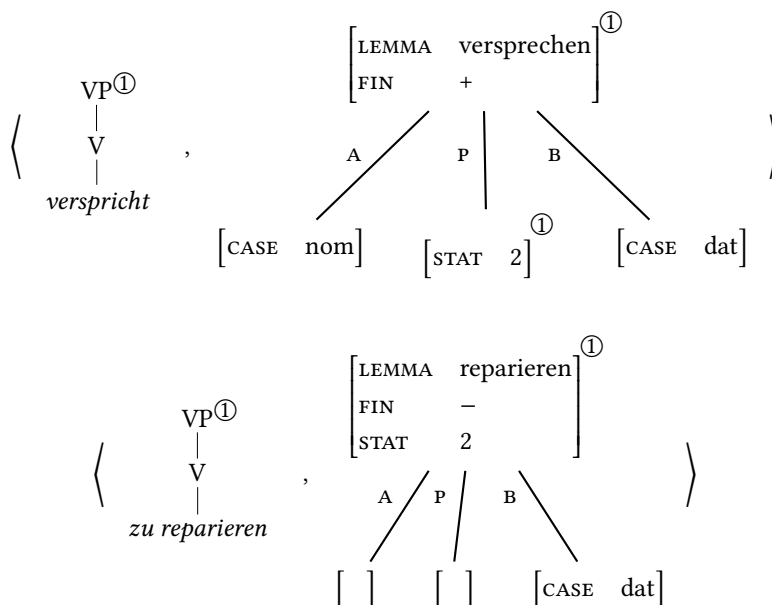 VP① [LEMMA versprechen]①
[FIN +]
⟨ V , ⟩
verspricht
A P B
[CASE nom] [STAT 2]① [CASE dat]
VP① [LEMMA reparieren]①
[FIN −]
[STAT 2]
⟨ V , ⟩
zu reparieren
A P B
[ ] [ ] [CASE dat]